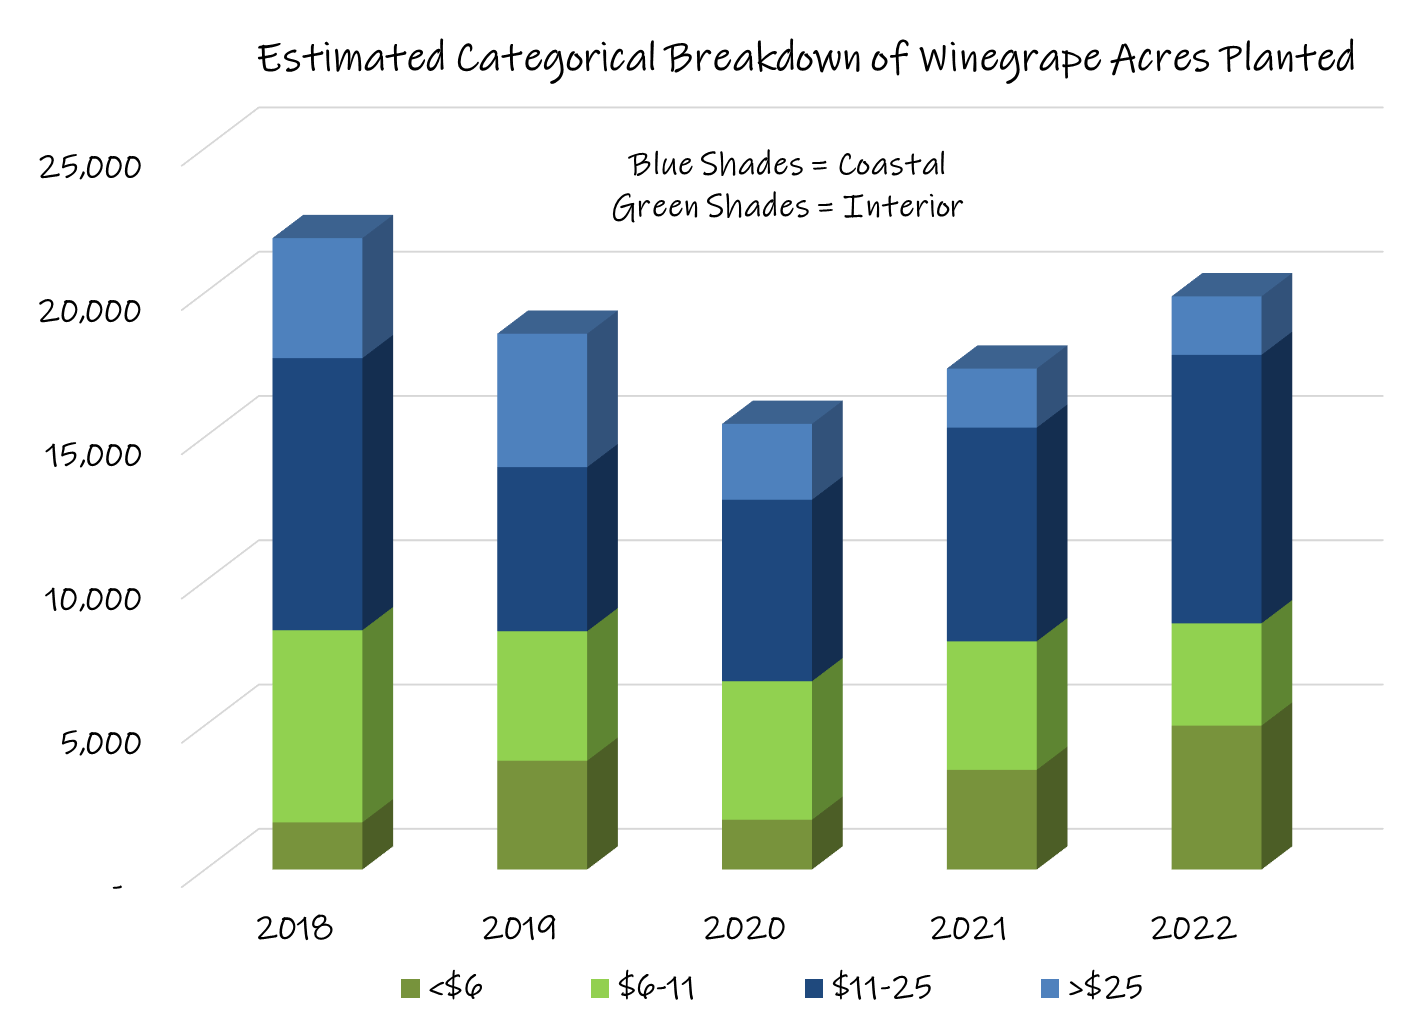 Estimated Categorical Breakdown of Winegrape Acres Planted
Blue Shades = Coastal
Green Shades = Interior
25,000
20,000
15,000
10,000
5,000
-
2018 2019 2020 2021 2022
<$6 $6-11 $11-25 >$25